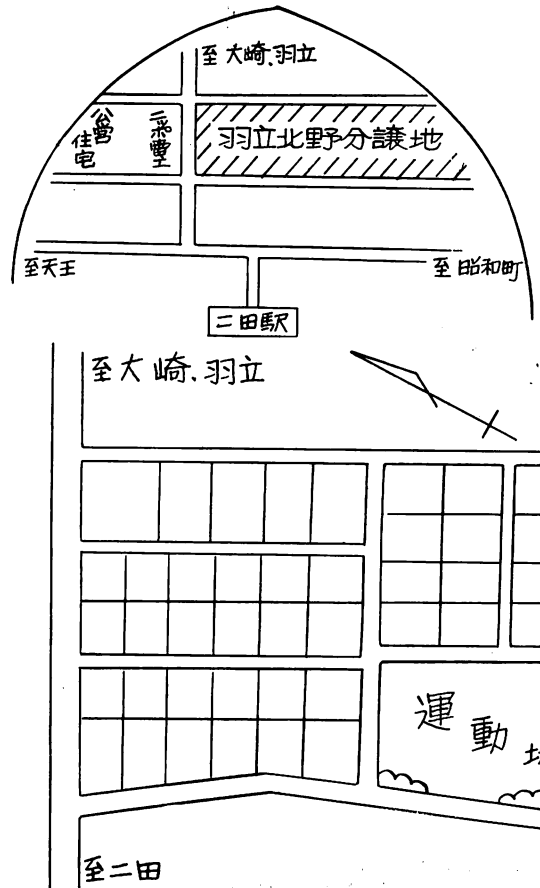 至大崎.羽立
公営
住宅
羽立北野分譲地
至天王
至昭和町
二田駅
至大崎.羽立
運動
至二田